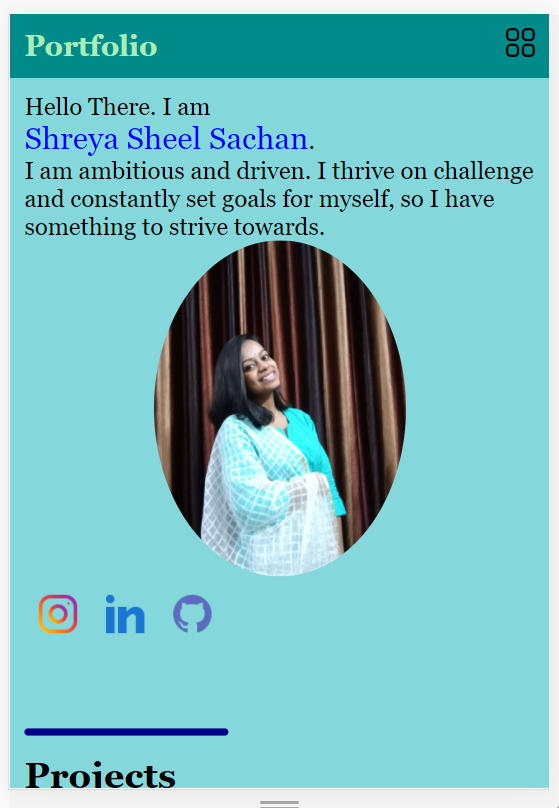 Portfolio
Hello There. I am
Shreya Sheel Sachan.
I am ambitious and driven. I thrive on challenge
and constantly set goals for myself, so I have
something to strive towards.
in
Projects